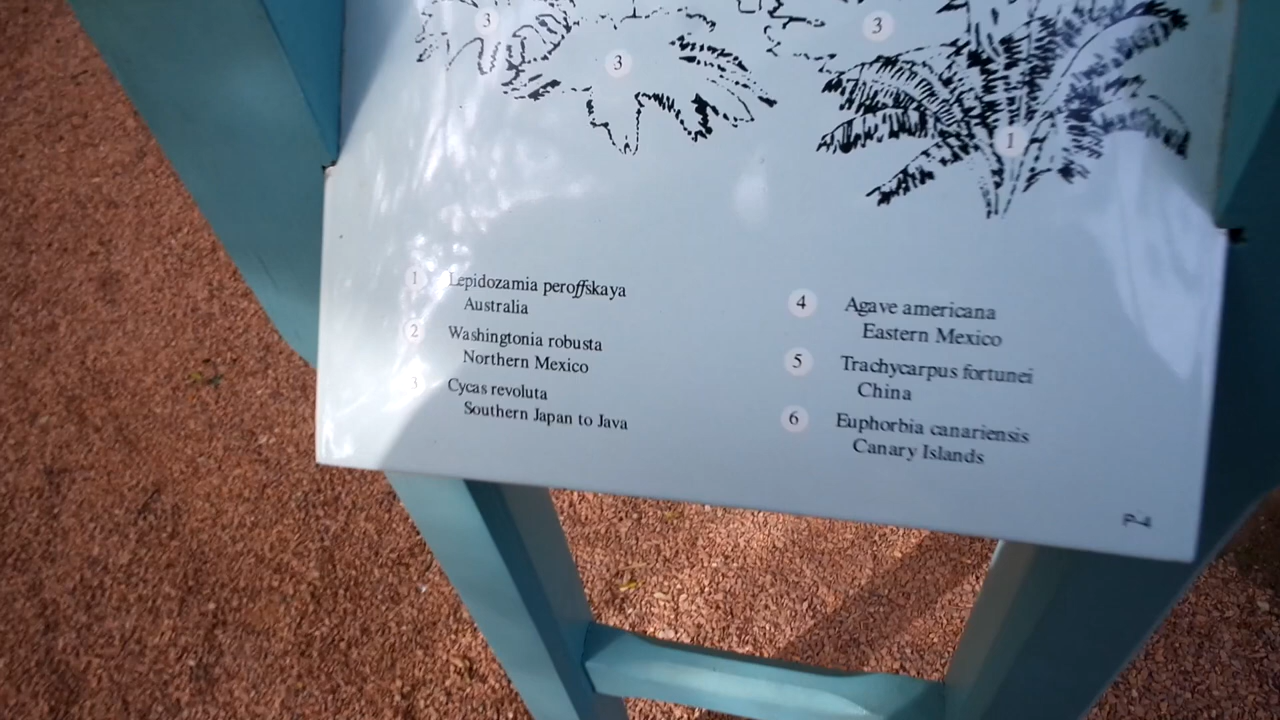 3
3
3
1
1 Lepidozamia peroffskaya
Australia
2 Washingtonia robusta
Northern Mexico
3 Cycas revoluta
Southern Japan to Java
4 Agave americana
Eastern Mexico
5 Trachycarpus fortunei
China
6 Euphorbia canariensis
Canary Islands
P-4